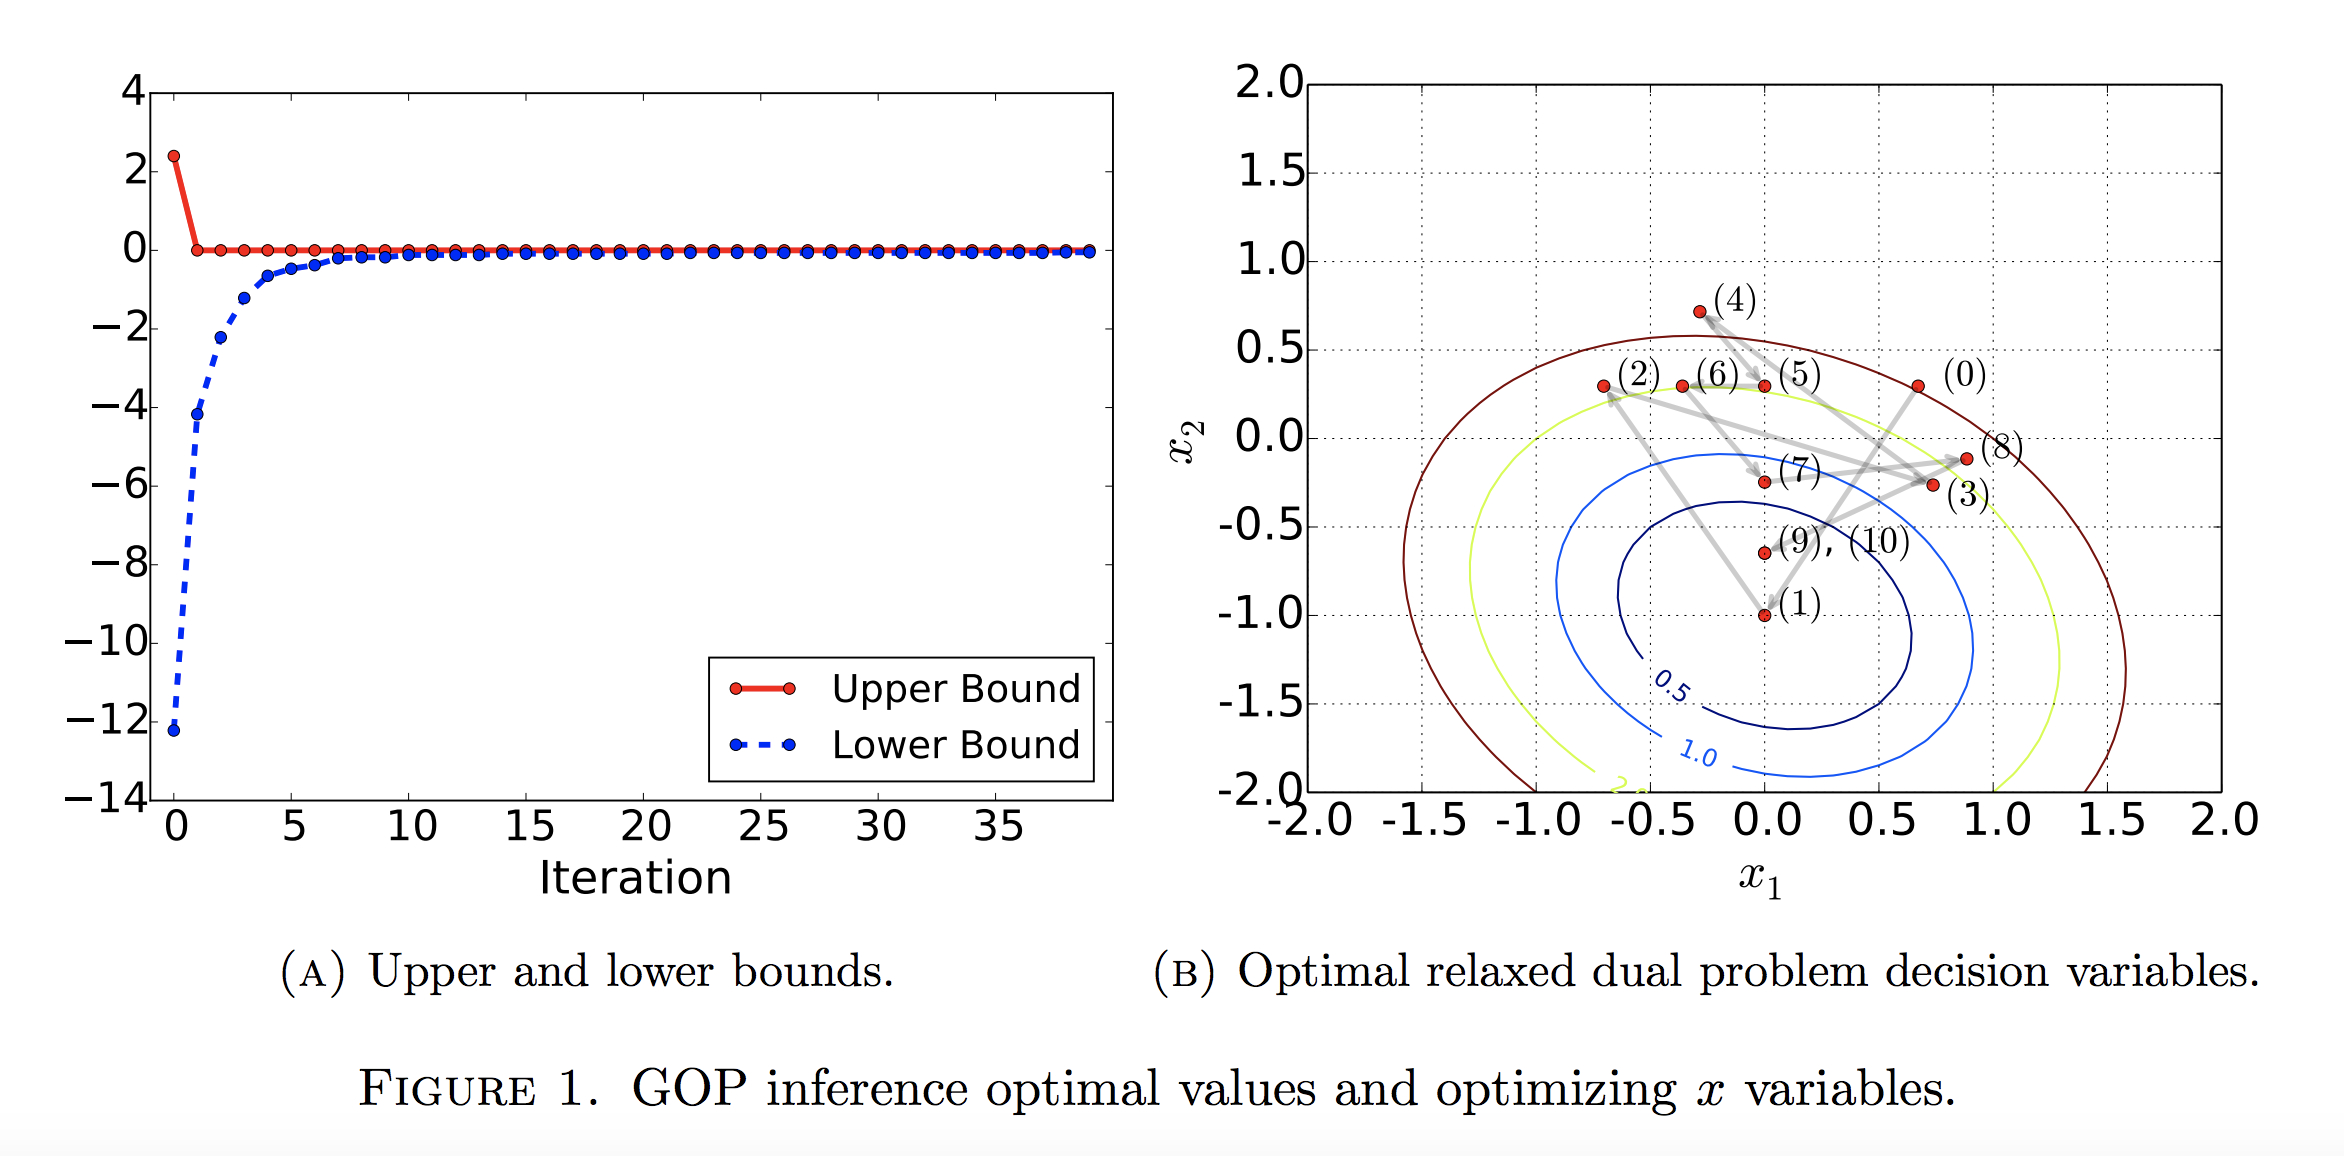 4
2
0
−2
−4
−6
−8
−10
−12
−14
0 5 10 15 20 25 30 35
Iteration
Upper Bound
Lower Bound
(A) Upper and lower bounds.
2.0
1.5
1.0
0.5
0.0
-0.5
-1.0
-1.5
-2.0
x2
(4)
(2) (6) (5) (0)
(8)
(7)
(3)
(9), (10)
(1)
0.5
1.0
-2.0 -1.5 -1.0 -0.5 0.0 0.5 1.0 1.5 2.0
x1
(B) Optimal relaxed dual problem decision variables.
FIGURE 1. GOP inference optimal values and optimizing x variables.